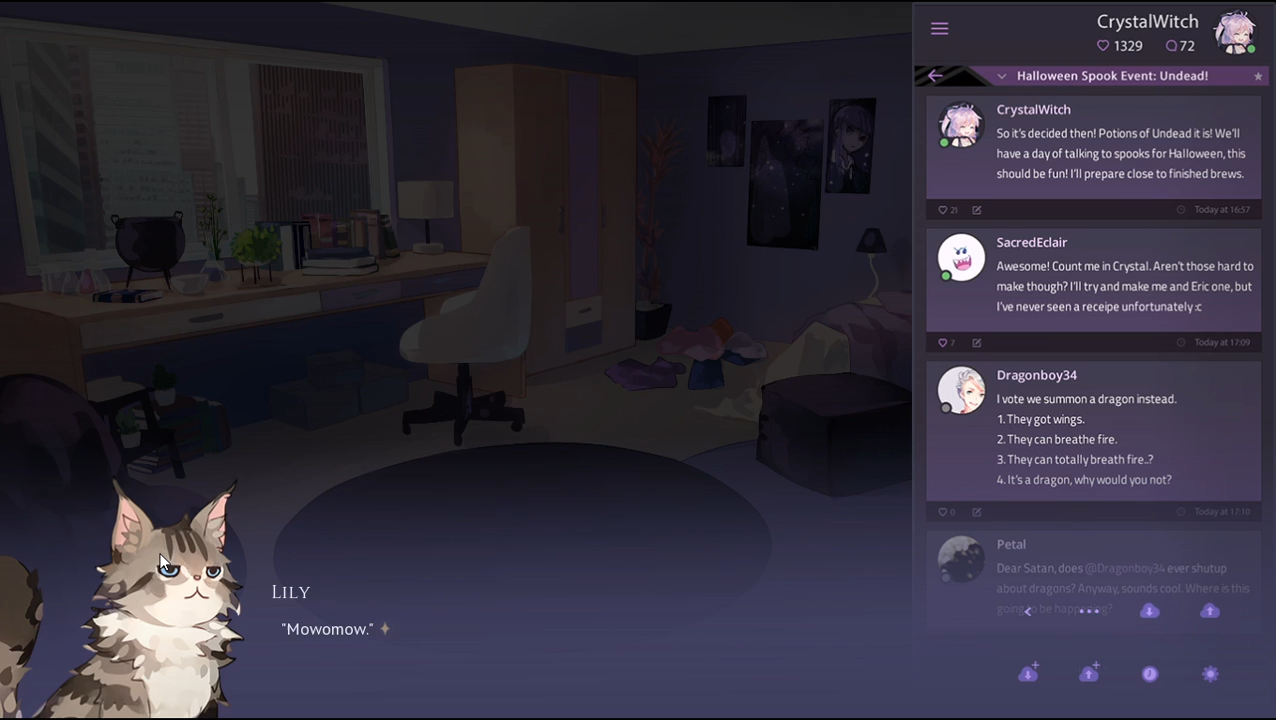 CrystalWitch
1329 72
Halloween Spook Event: Undead!
CrystalWitch
So it's decided then! Potions of Undead it is! We'll
have a day of talking to spooks for Halloween, this
should be fun! I'll prepare close to finished brews.
21 Today at 16:57
SacredEclair
Awesome! Count me in Crystal. Aren't those hard to
make though? I'll try and make me and Eric one, but
I've never seen a receipe unfortunately :c
7 Today at 17:09
Dragonboy34
I vote we summon a dragon instead.
1. They got wings.
2. They can breathe fire.
3. They can totally breath fire..?
4. It's a dragon, why would you not?
0 Today at 17:10
Petal
Dear Satan, does @Dragonboy34 ever shutup
about dragons? Anyway, sounds cool. Where is this
going to be happening?
Lily
"Mowomow."